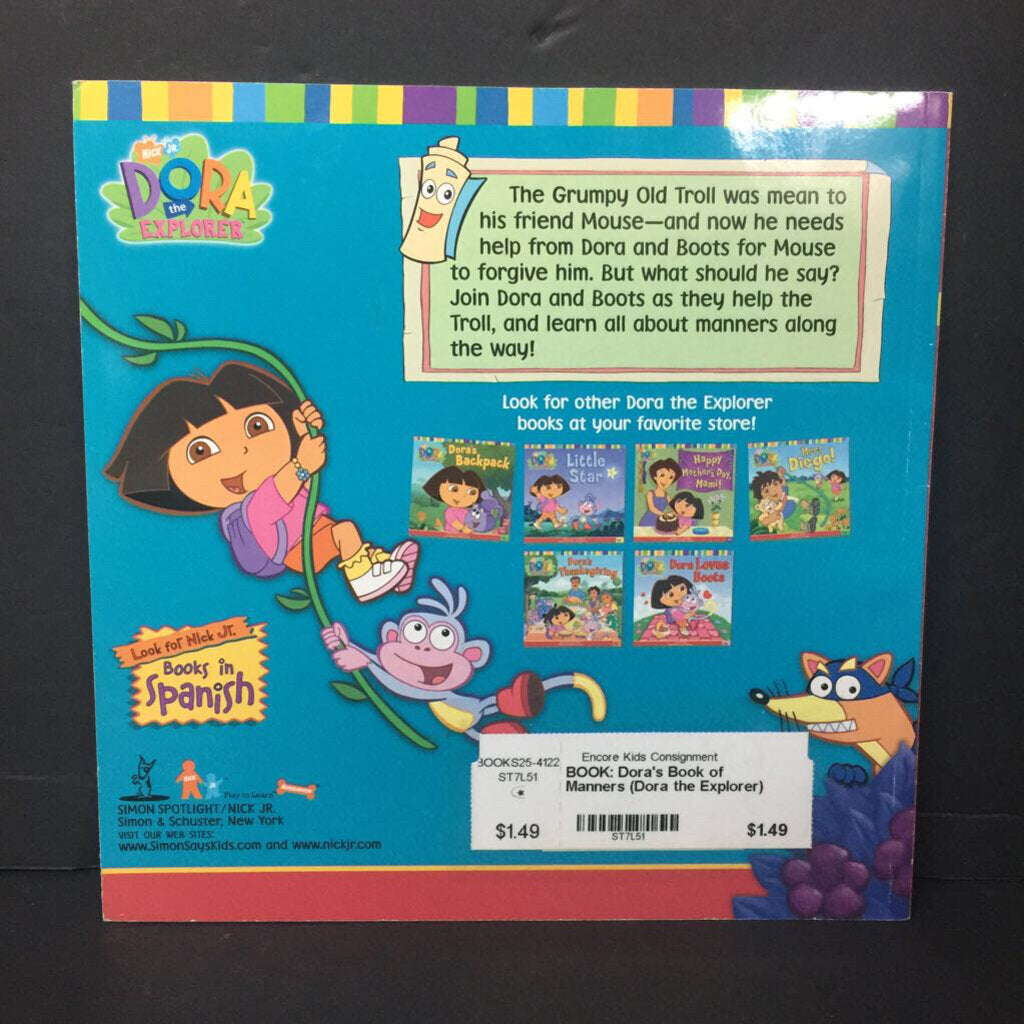 NICK JR.
DORA
the
EXPLORER
The Grumpy Old Troll was mean to
his friend Mouse—and now he needs
help from Dora and Boots for Mouse
to forgive him. But what should he say?
Join Dora and Boots as they help the
Troll, and learn all about manners along
the way!
Look for other Dora the Explorer
books at your favorite store!
Dora's
Backpack
Little
Star
Happy
Mother's Day,
Mami!
Meet
Diego!
Dora's
Thanksgiving
Dora Loves
Boots
Look for Nick Jr.
Books in
Spanish
Play to Learn
SIMON SPOTLIGHT/NICK JR.
Simon & Schuster, New York
VISIT OUR WEB SITES:
www.SimonSaysKids.com and www.nickjr.com
BOOKS25-4122
ST7L51
$1.49
Encore Kids Consignment
BOOK: Dora's Book of
Manners (Dora the Explorer)
ST7L51
$1.49